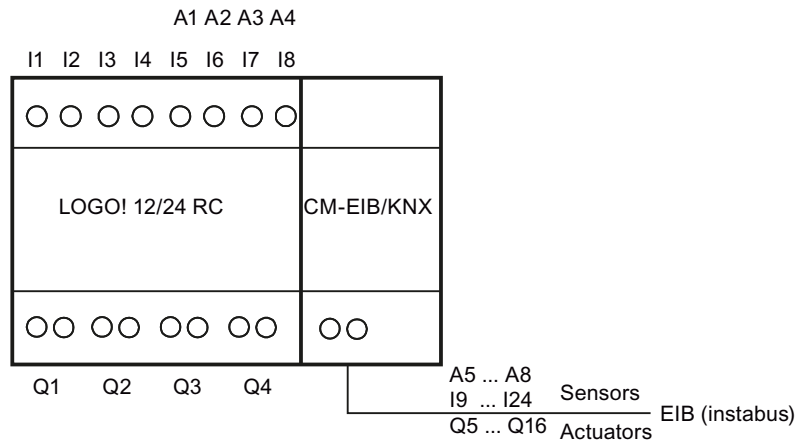 A1 A2 A3 A4
I1 I2 I3 I4 I5 I6 I7 I8
LOGO! 12/24 RC
CM-EIB/KNX
Q1 Q2 Q3 Q4
A5 ... A8
I9 ... I24
Q5 ... Q16
Sensors
Actuators
EIB (instabus)